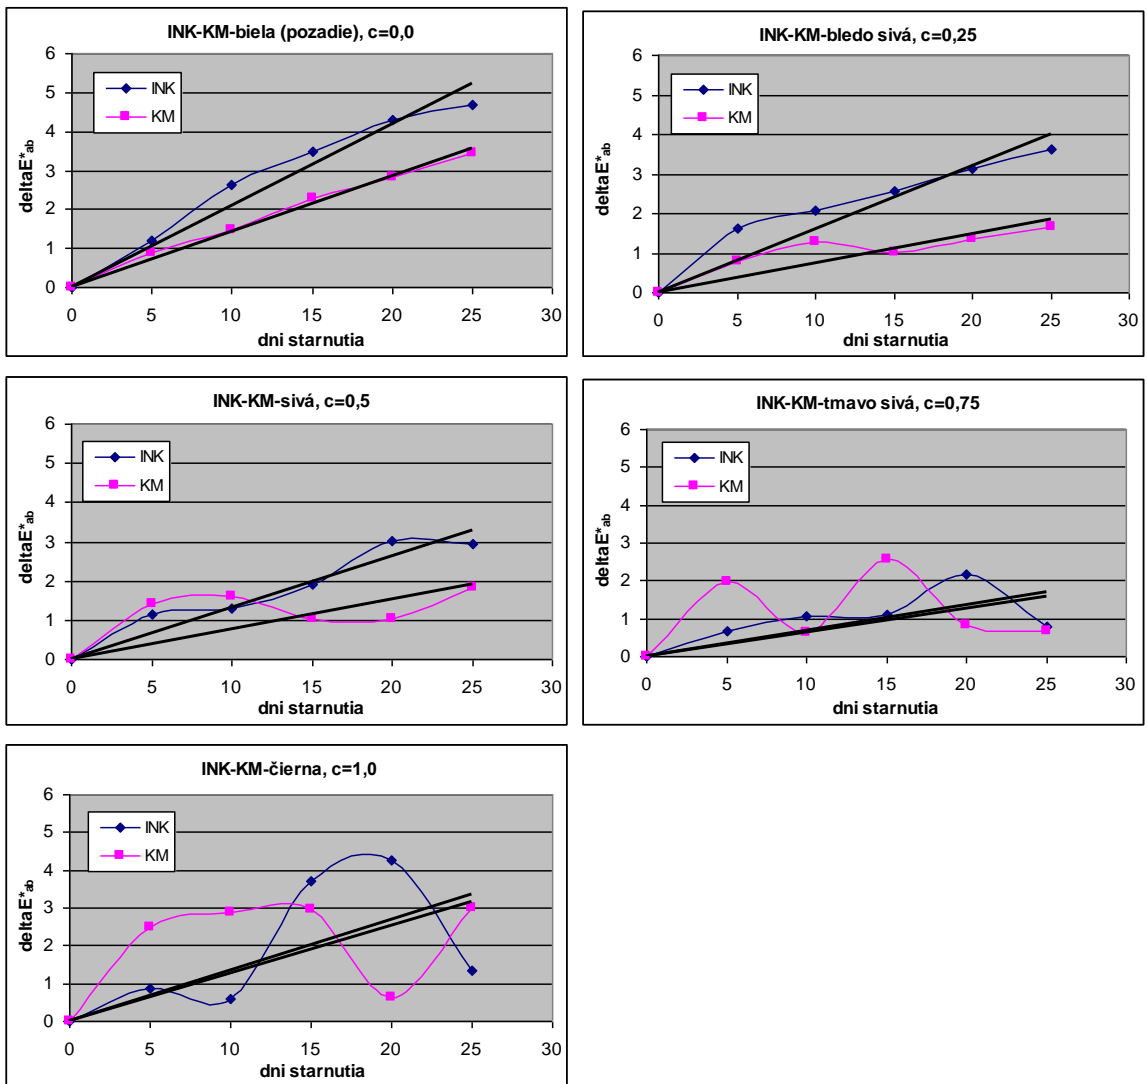 INK-KM-biela (pozadie), c=0,0
6
5
4
3
2
1
0
deltaE*ab
INK
KM
0 5 10 15 20 25 30
dni starnutia
INK-KM-bledo sivá, c=0,25
6
5
4
3
2
1
0
deltaE*ab
INK
KM
0 5 10 15 20 25 30
dni starnutia
INK-KM-sivá, c=0,5
6
5
4
3
2
1
0
deltaE*ab
INK
KM
0 5 10 15 20 25 30
dni starnutia
INK-KM-tmavo sivá, c=0,75
6
5
4
3
2
1
0
deltaE*ab
INK
KM
0 5 10 15 20 25 30
dni starnutia
INK-KM-čierna, c=1,0
6
5
4
3
2
1
0
deltaE*ab
INK
KM
0 5 10 15 20 25 30
dni starnutia